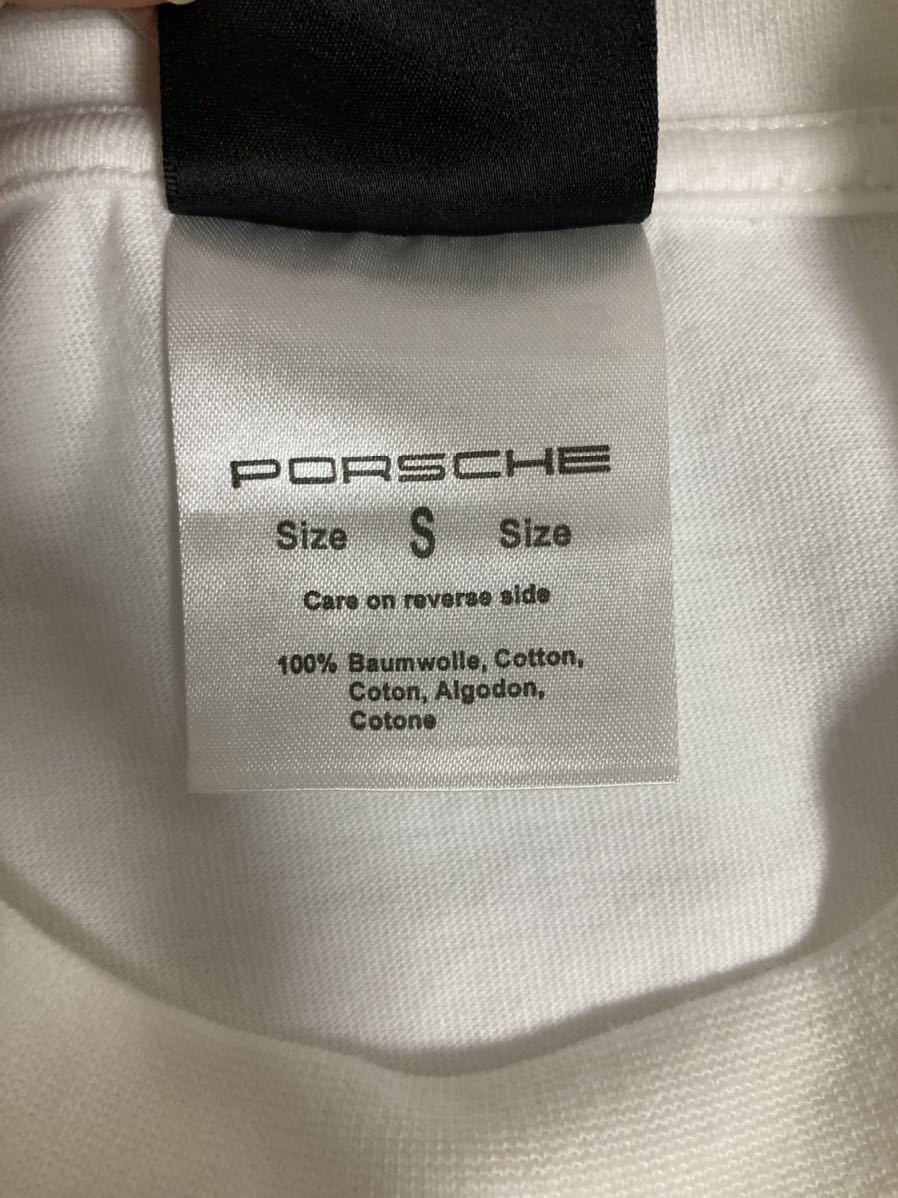 PORSCHE
Size S Size
Care on reverse side
100% Baumwolle, Cotton,
Coton, Algodon,
Cotone